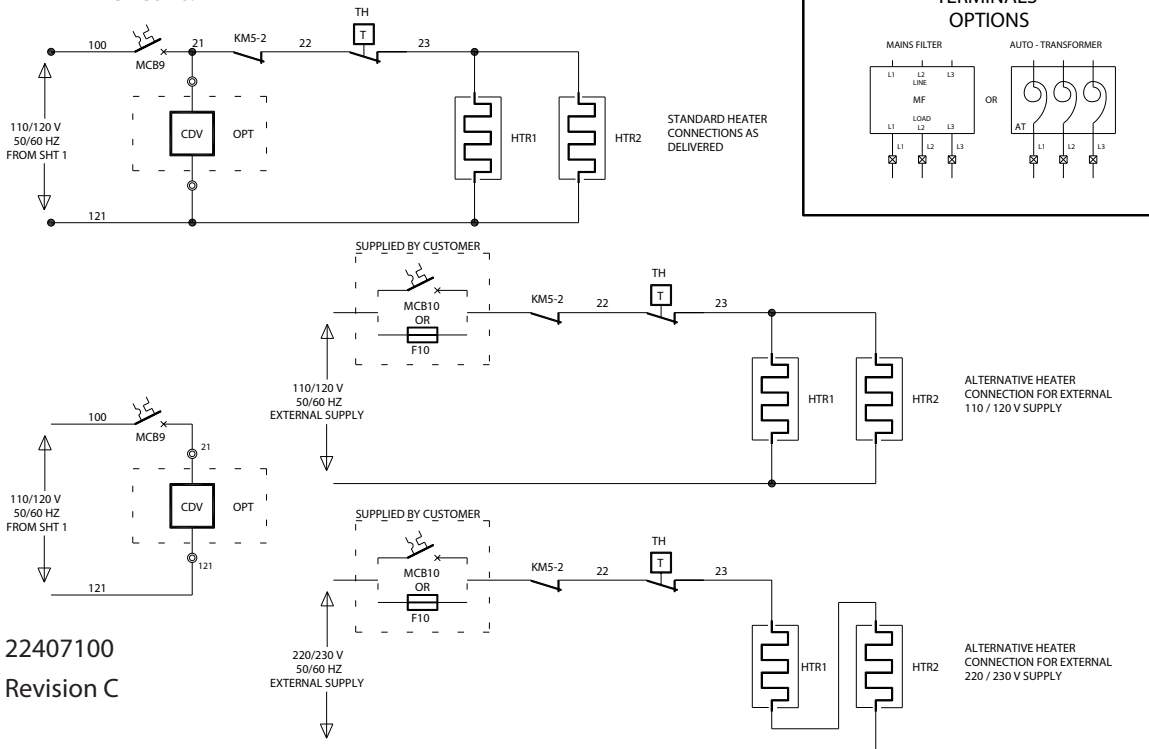 TERMINALS
OPTIONS
MAINS FILTER
AUTO - TRANSFORMER
L1 L2 L3
LINE
MF
LOAD
L1 L2 L3
L1 L2 L3
OR
AT
L1 L2 L3
100
MCB9
21
KM5-2
22
TH
T
23
110/120 V
50/60 HZ
FROM SHT 1
CDV
OPT
HTR1
HTR2
STANDARD HEATER
CONNECTIONS AS
DELIVERED
121
SUPPLIED BY CUSTOMER
MCB10
OR
F10
KM5-2
22
TH
T
23
110/120 V
50/60 HZ
EXTERNAL SUPPLY
HTR1
HTR2
ALTERNATIVE HEATER
CONNECTION FOR EXTERNAL
110 / 120 V SUPPLY
100
MCB9
21
110/120 V
50/60 HZ
FROM SHT 1
CDV
OPT
121
121
SUPPLIED BY CUSTOMER
MCB10
OR
F10
KM5-2
22
TH
T
23
220/230 V
50/60 HZ
EXTERNAL SUPPLY
HTR1
HTR2
ALTERNATIVE HEATER
CONNECTION FOR EXTERNAL
220 / 230 V SUPPLY
22407100
Revision C